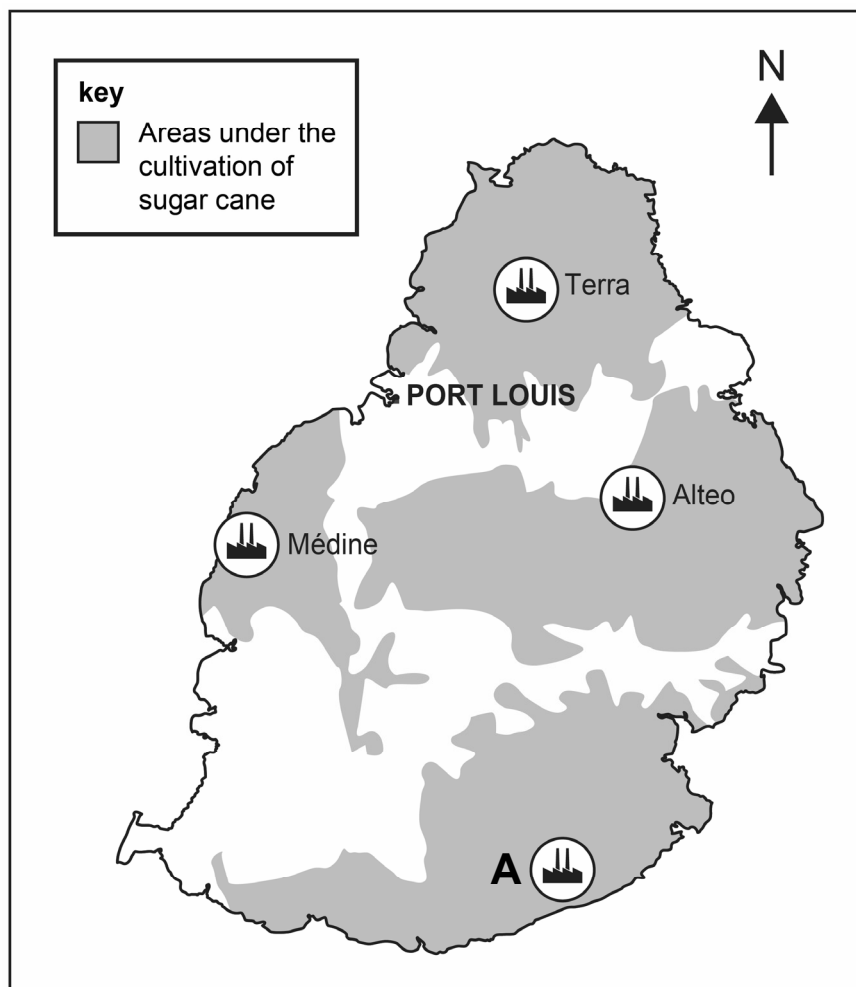 key
Areas under the
cultivation of
sugar cane
N
Terra
PORT LOUIS
Alteo
Médine
A